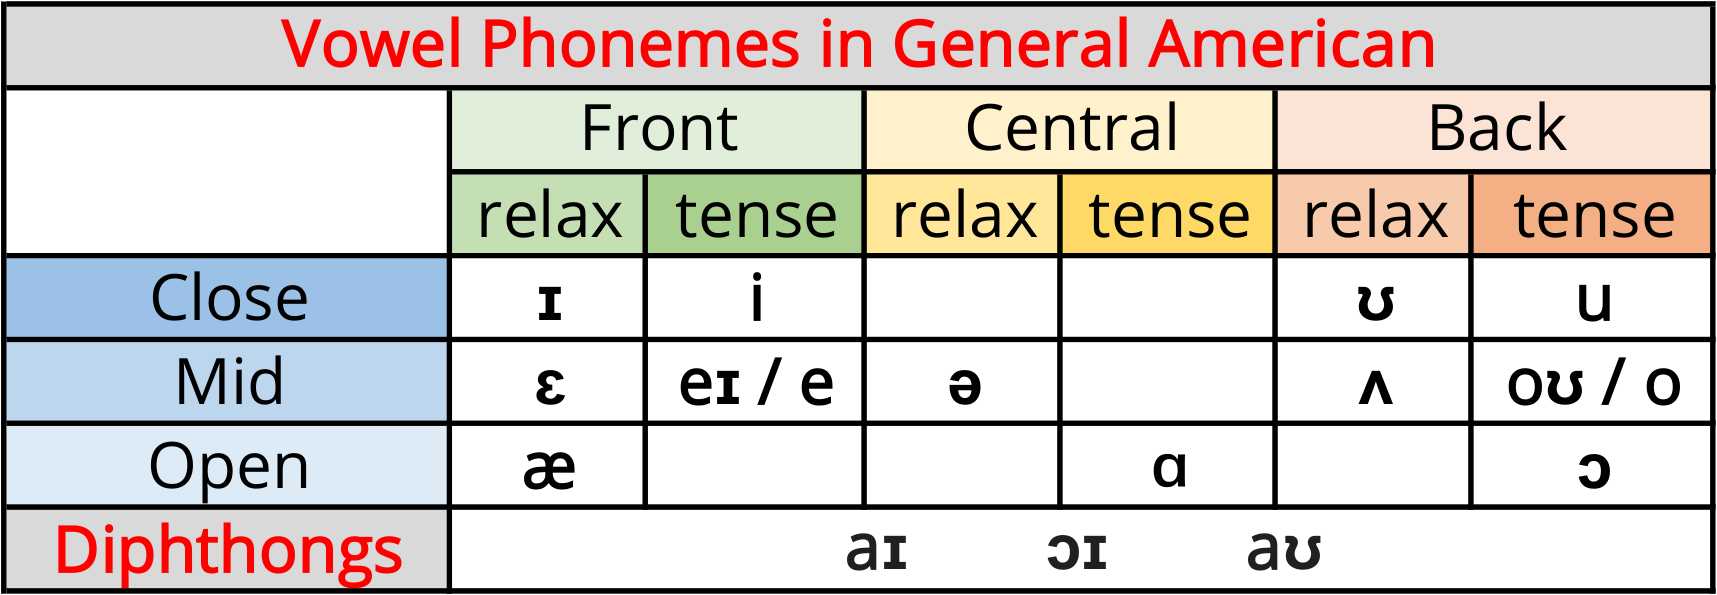 Vowel Phonemes in General American
Front Central Back
relax tense relax tense relax tense
Close ɪ i ʊ u
Mid ɛ eɪ / e ə ʌ oʊ / o
Open æ ɑ ɔ
Diphthongs aɪ ɔɪ aʊ